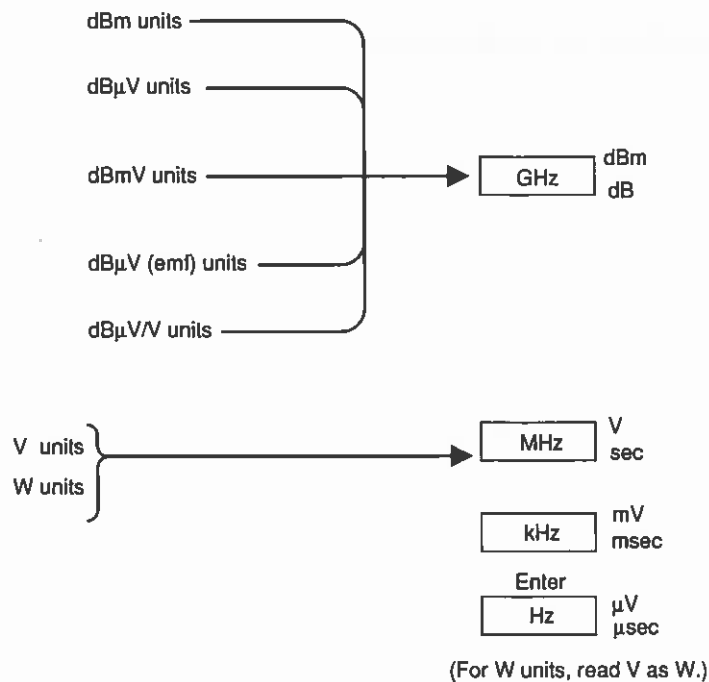 dBm units
dBμV units
dBmV units
GHz
dBm
dB
dBμV (emf) units
dBμV/V units
V units
W units
MHz
V
sec
kHz
mV
msec
Enter
Hz
μV
μsec
(For W units, read V as W.)